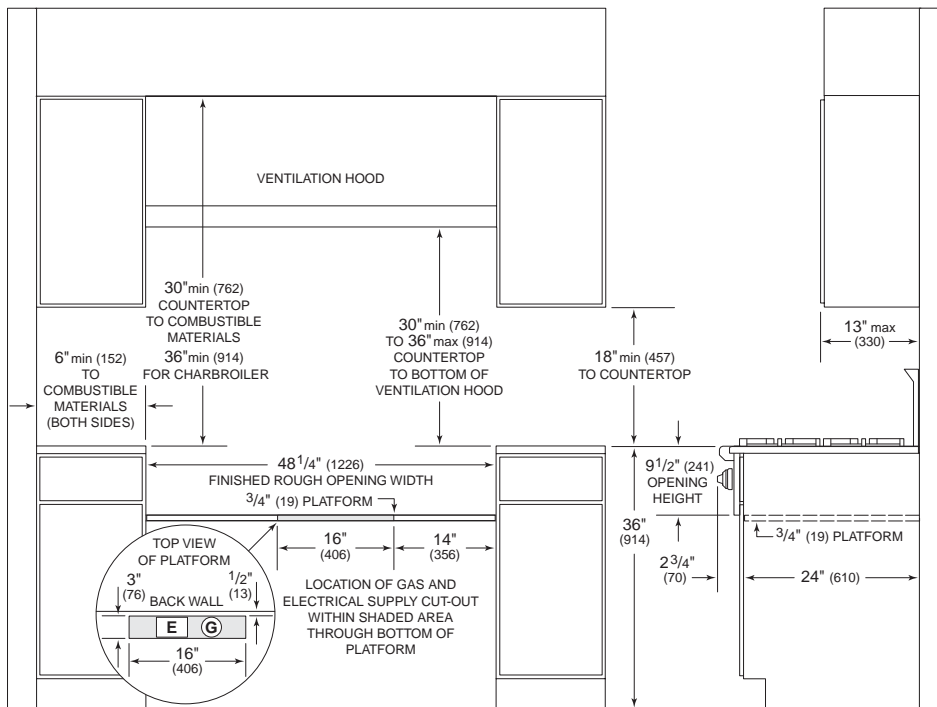 VENTILATION HOOD
30" min (762)
COUNTERTOP
TO COMBUSTIBLE
MATERIALS
36" min (914)
FOR CHARBROILER
30" min (762)
TO 36" max (914)
COUNTERTOP
TO BOTTOM OF
VENTILATION HOOD
13" max
(330)
6" min (152)
TO
COMBUSTIBLE
MATERIALS
(BOTH SIDES)
18" min (457)
TO COUNTERTOP
48 1/4" (1226)
FINISHED ROUGH OPENING WIDTH
3/4" (19) PLATFORM
9 1/2" (241)
OPENING
HEIGHT
36"
(914)
3/4" (19) PLATFORM
2 3/4"
(70)
24" (610)
16"
(406)
14"
(356)
LOCATION OF GAS AND
ELECTRICAL SUPPLY CUT-OUT
WITHIN SHADED AREA
THROUGH BOTTOM OF
PLATFORM
TOP VIEW
OF PLATFORM
3"
(76)
1/2"
(13)
BACK WALL
E G
16"
(406)